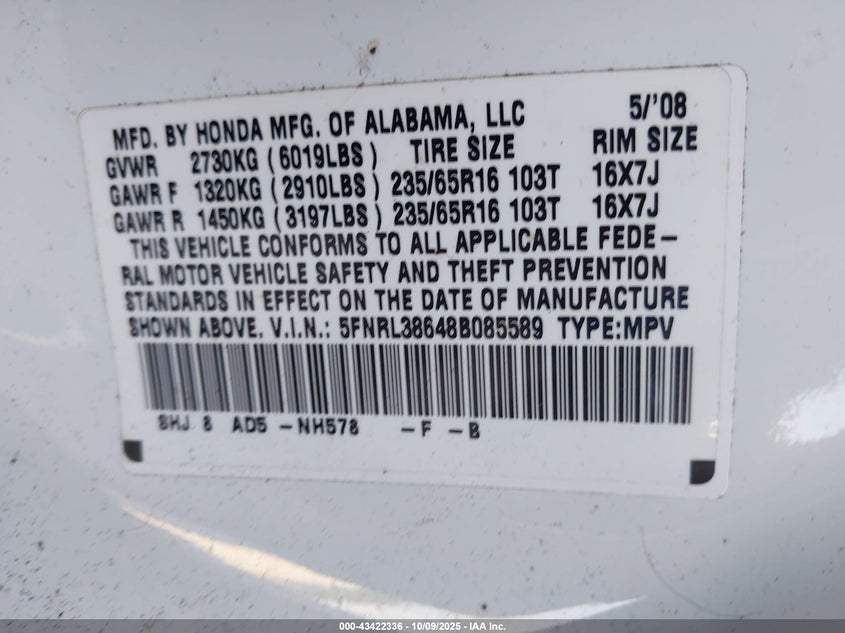 MFD. BY HONDA MFG. OF ALABAMA, LLC 5/'08
GVWR 2730KG (6019LBS) TIRE SIZE RIM SIZE
GAWR F 1320KG (2910LBS) 235/65R16 103T 16X7J
GAWR R 1450KG (3197LBS) 235/65R16 103T 16X7J
THIS VEHICLE CONFORMS TO ALL APPLICABLE FEDE-
RAL MOTOR VEHICLE SAFETY AND THEFT PREVENTION
STANDARDS IN EFFECT ON THE DATE OF MANUFACTURE
SHOWN ABOVE. V.I.N.: 5FNRL38648B085589 TYPE:MPV
SHJ 8 AD5 -NH578 -F -B
000-43422336 - 10/09/2025 - IAA Inc.